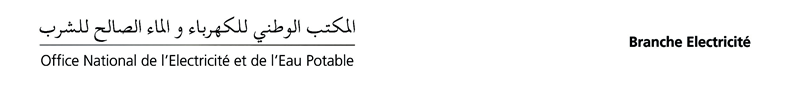 المكتب الوطني للكهرباء و الماء الصالح للشرب
Office National de l'Electricité et de l'Eau Potable
Branche Electricité